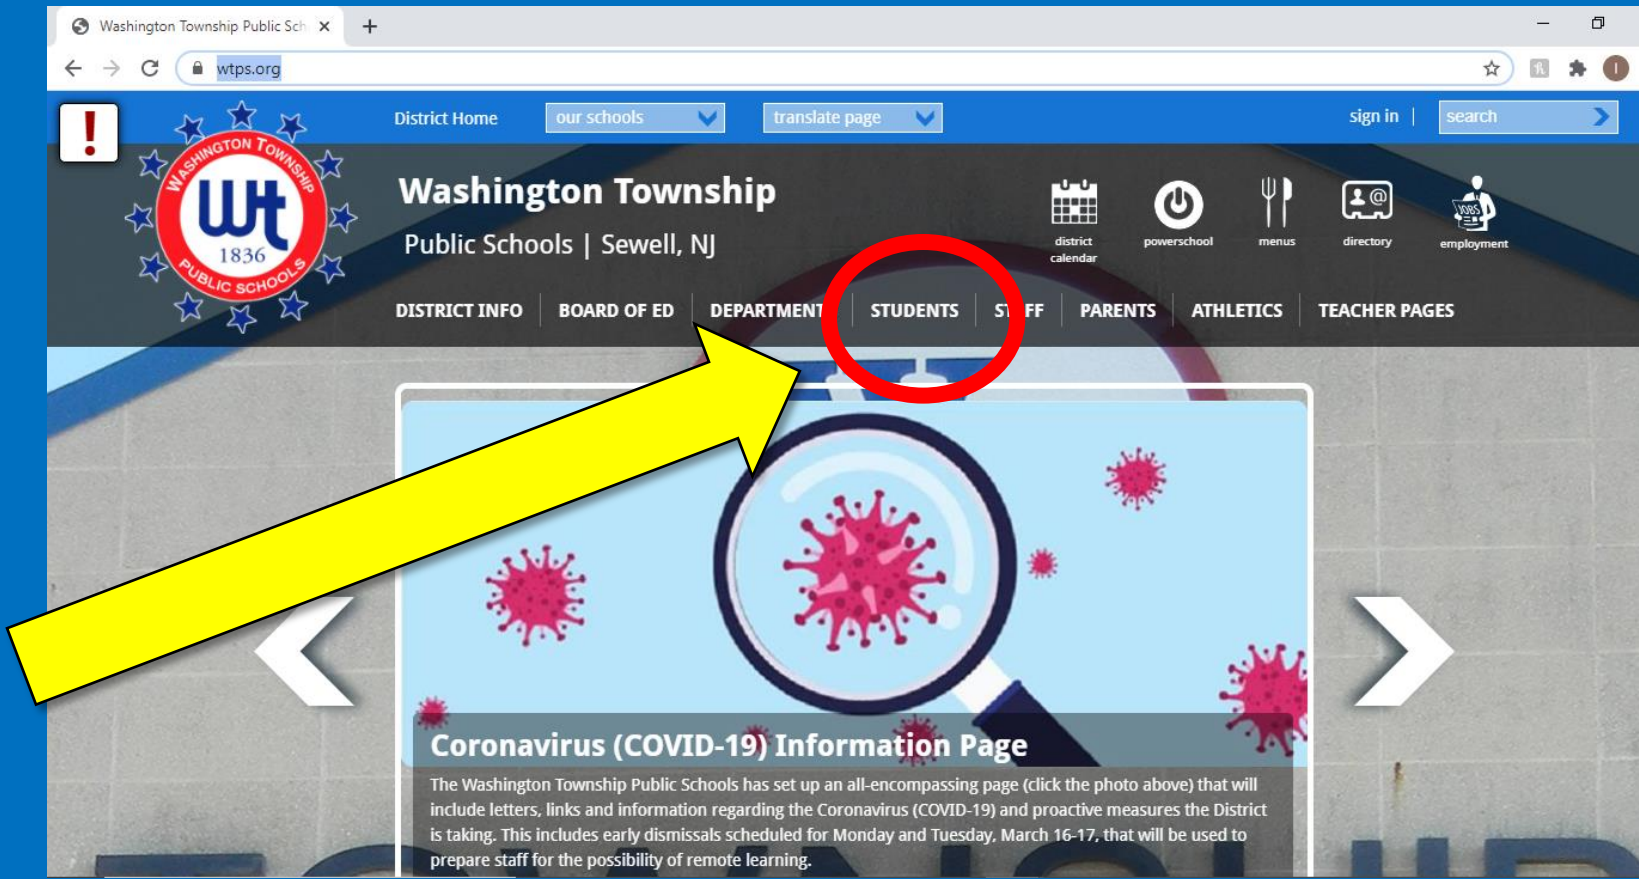 Washington Township Public Sch
wtps.org
I
!
District Home our schools translate page sign in | search
WASHINGTON TOWNSHIP
Wt
1836
PUBLIC SCHOOLS
Washington Township
Public Schools | Sewell, NJ
district calendar
powerschool
menus
directory
JOBS
employment
DISTRICT INFO BOARD OF ED DEPARTMENT STUDENTS ST FF PARENTS ATHLETICS TEACHER PAGES
Coronavirus (COVID-19) Information Page
The Washington Township Public Schools has set up an all-encompassing page (click the photo above) that will
include letters, links and information regarding the Coronavirus (COVID-19) and proactive measures the District
is taking. This includes early dismissals scheduled for Monday and Tuesday, March 16-17, that will be used to
prepare staff for the possibility of remote learning.